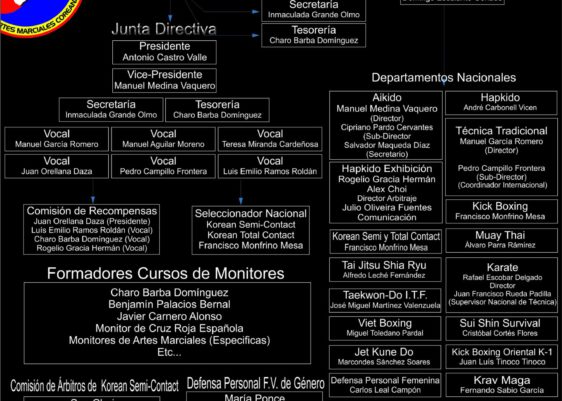 ARTES MARCIALES COREANAS
Secretaría
Inmaculada Grande Olmo
Tesorería
Charo Barba Domínguez
Junta Directiva
Presidente
Antonio Castro Valle
Vice-Presidente
Manuel Medina Vaquero
Secretaría
Inmaculada Grande Olmo
Tesorería
Charo Barba Domínguez
Vocal
Manuel García Romero
Vocal
Manuel Aguilar Moreno
Vocal
Teresa Miranda Cardeñosa
Vocal
Juan Orellana Daza
Vocal
Pedro Campillo Frontera
Vocal
Luis Emilio Ramos Roldán
Comisión de Recompensas
Juan Orellana Daza (Presidente)
Luis Emilio Ramos Roldán (Vocal)
Charo Barba Domínguez (Vocal)
Rogelio Gracia Hermán (Vocal)
Seleccionador Nacional
Korean Semi-Contact
Korean Total Contact
Francisco Monfrino Mesa
Formadores Cursos de Monitores
Charo Barba Domínguez
Benjamin Palacios Bernal
Javier Carnero Alonso
Monitor de Cruz Roja Española
Monitores de Artes Marciales (Especificas)
Etc...
Comisión de Árbitros de Korean Semi-Contact
Defensa Personal F.V. de Género
María Ponce
Departamentos Nacionales
Aikido
Manuel Medina Vaquero
(Director)
Cipriano Pardo Cervantes
(Sub-Director
Salvador Maqueda Díaz
(Secretario)
Hapkido
André Carbonell Vicen
Técnica Tradicional
Manuel García Romero
(Director)
Pedro Campillo Frontera
(Sub-Director)
(Coordinador Internacional)
Hapkido Exhibición
Rogelio Gracia Hermán
Alex Choi
Director Arbitraje
Julio Oliveira Fuentes
Comunicación
Kick Boxing
Francisco Monfrino Mesa
Korean Semi y Total Contact
Francisco Monfrino Mesa
Muay Thai
Álvaro Parra Rámirez
Tai Jitsu Shia Ryu
Alfredo Leché Fernández
Karate
Rafael Escobar Delgado
Director
Juan Francisco Rueda Padilla
(Supervisor Nacional de Técnica)
Taekwon-Do I.T.F.
José Miguel Martínez Valenzuela
Viet Boxing
Miguel Toledano Pardal
Sui Shin Survival
Cristóbal Cortés Flores
Jet Kune Do
Marcondes Sánchez Soares
Kick Boxing Oriental K-1
Juan Luis Tinoco Tinoco
Defensa Personal Femenina
Carlos Leal Campón
Krav Maga
Fernando Sabio García